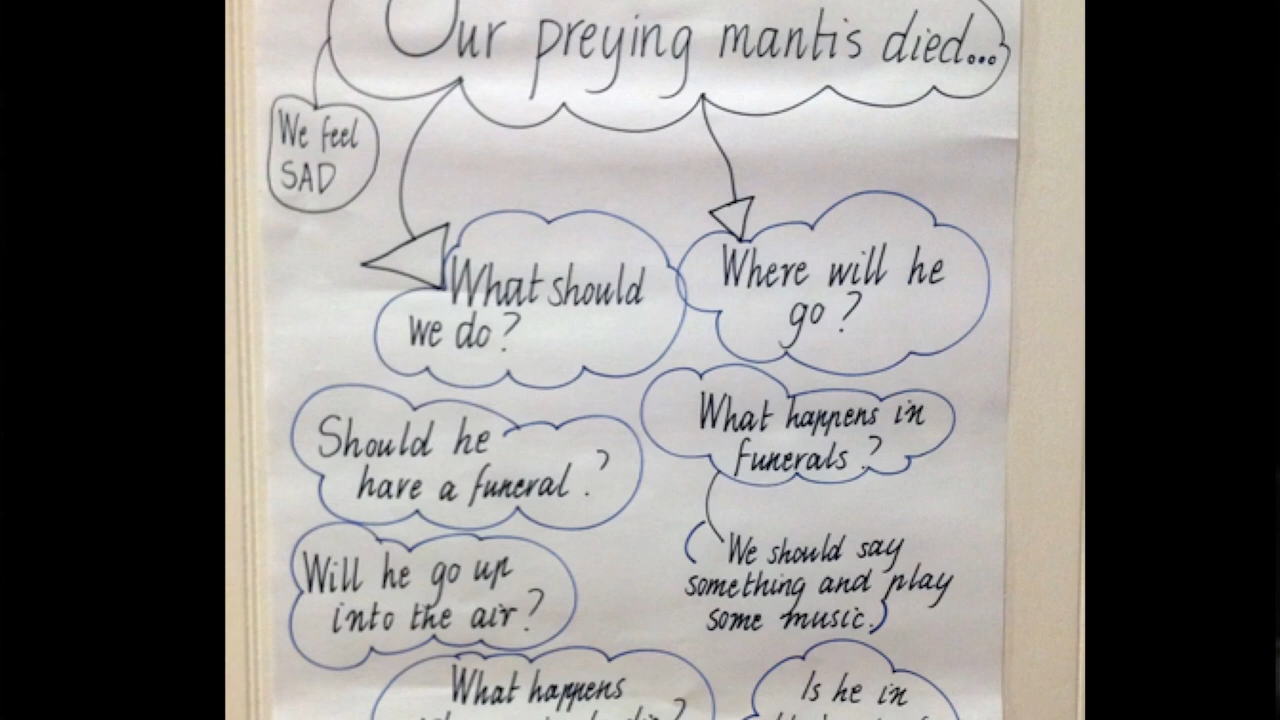 Our preying mantis died...
We feel
SAD
What should
we do?
Where will he
go?
Should he
have a funeral?
What happens in
funerals?
We should say
something and play
some music.)
Will he go up
into the air?
What happens
?
Is he in